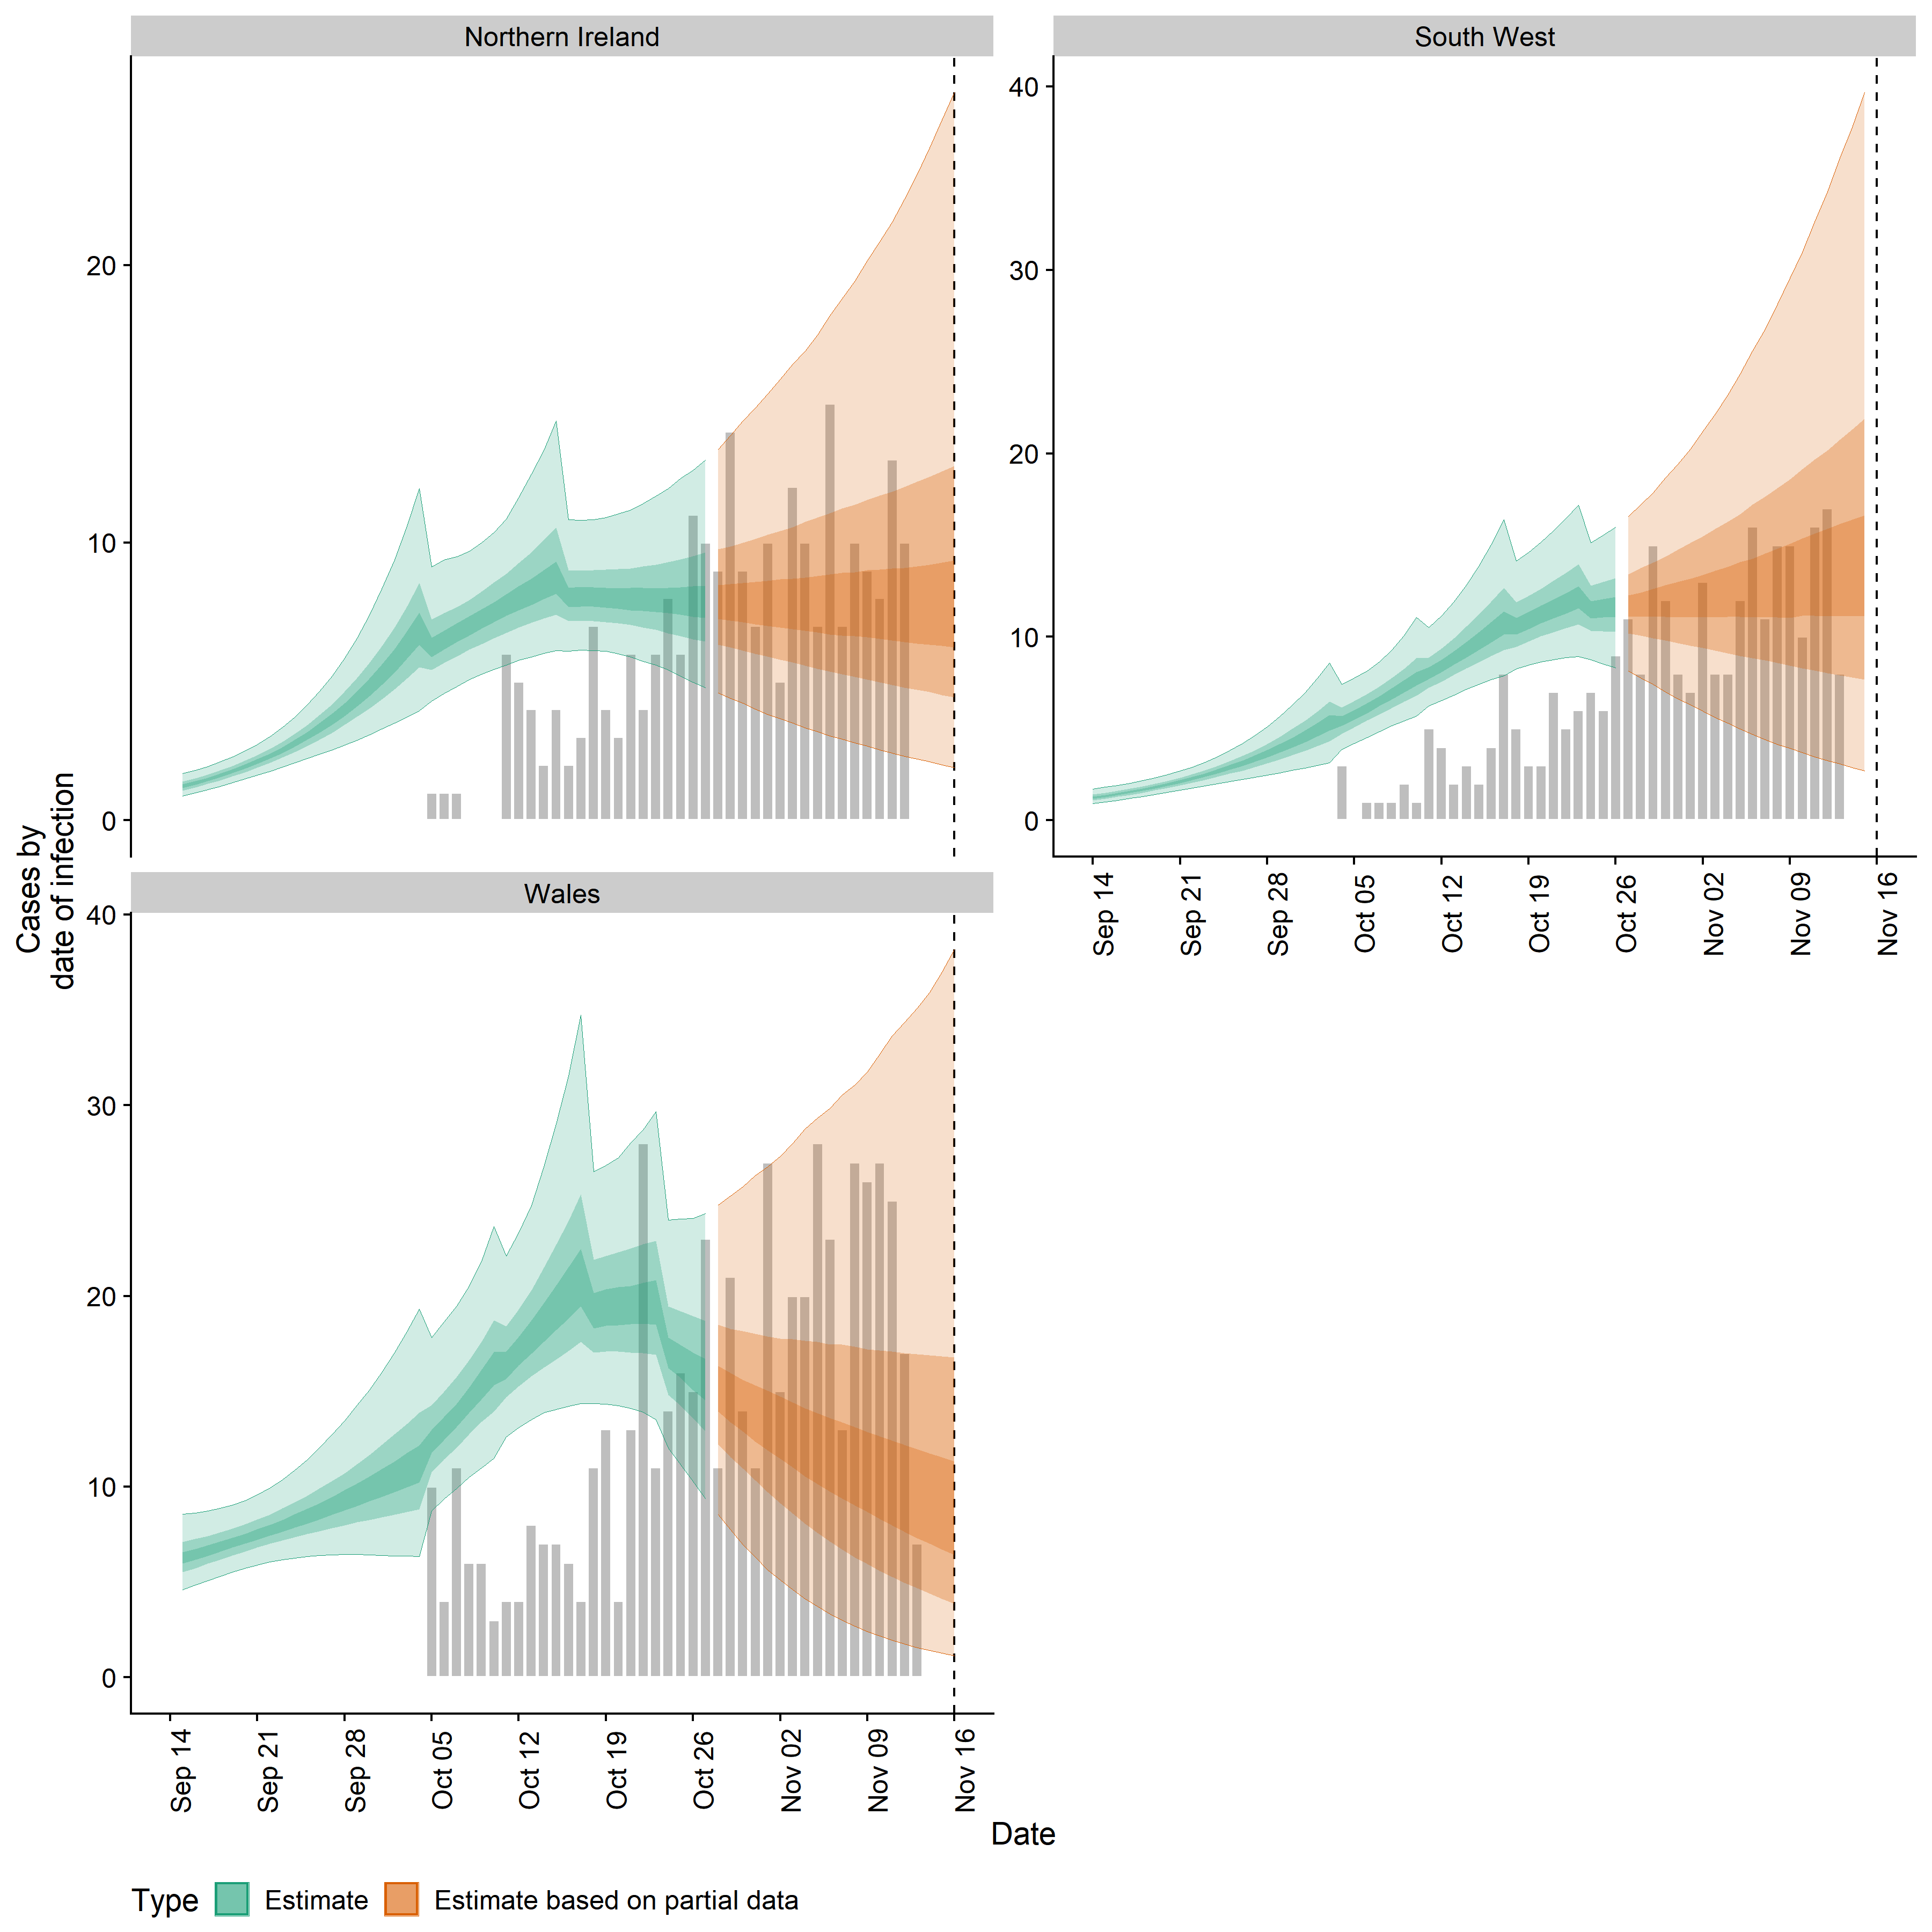 Northern Ireland
South West
20
10
0
40
30
20
10
0
Sep 14
Sep 21
Sep 28
Oct 05
Oct 12
Oct 19
Oct 26
Nov 02
Nov 09
Nov 16
Cases by
date of infection
Wales
40
30
20
10
0
Sep 14
Sep 21
Sep 28
Oct 05
Oct 12
Oct 19
Oct 26
Nov 02
Nov 09
Nov 16
Date
Type Estimate Estimate based on partial data